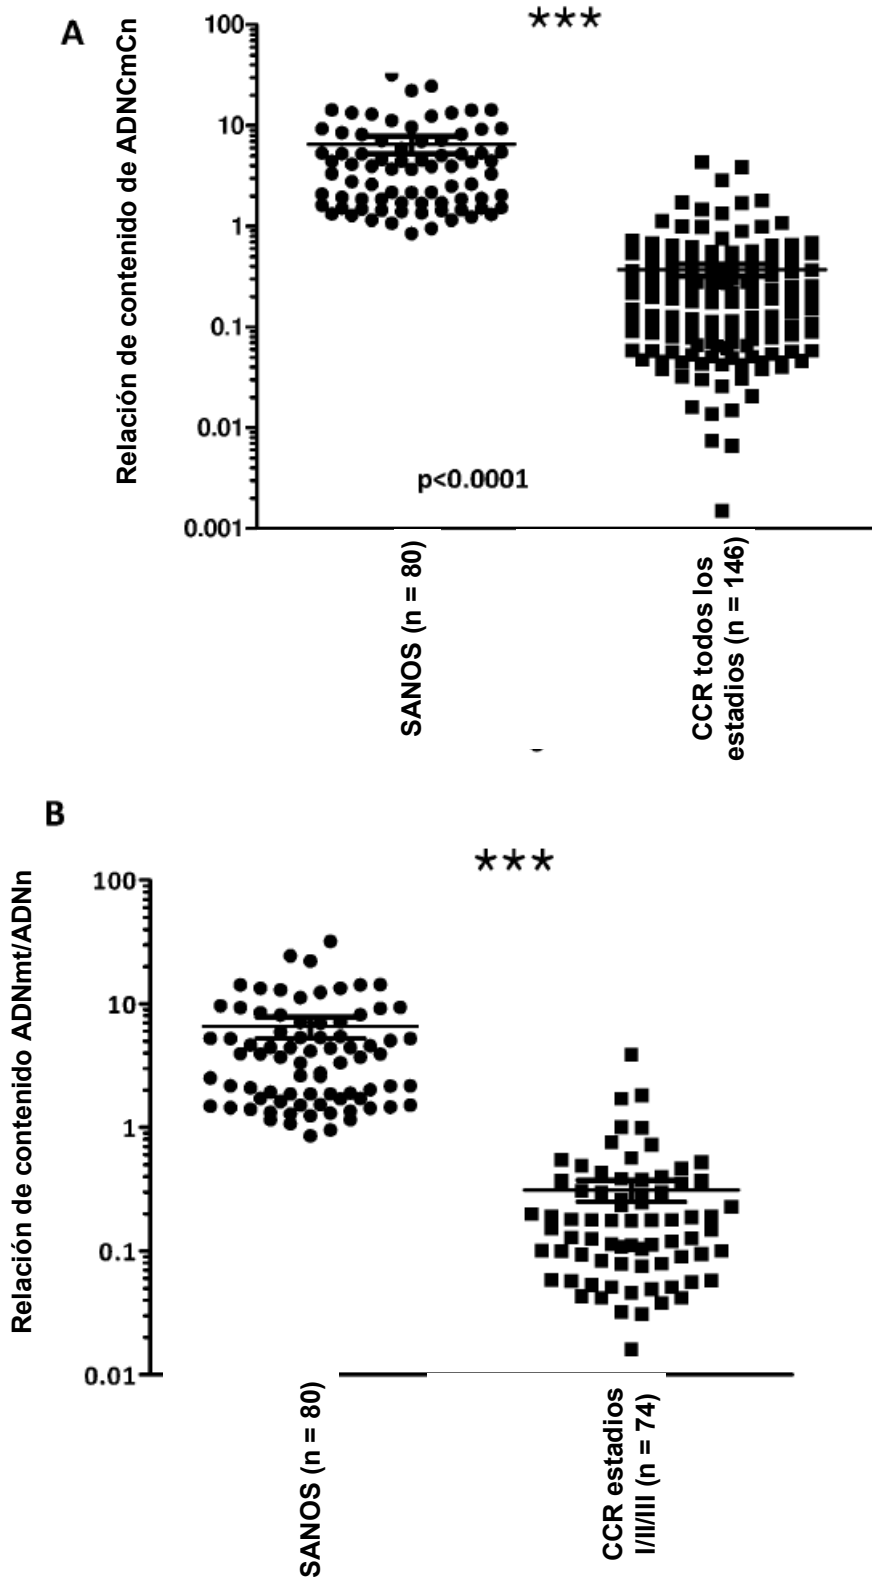 A
Relación de contenido de ADNCmCn
***
100
10
1
0.1
0.01
0.001
p<0.0001
SANOS (n = 80)
CCR todos los
estadios (n = 146)
B
Relación de contenido ADNmt/ADNn
***
100
10
1
0.1
0.01
SANOS (n = 80)
CCR estadios
I/II/III (n = 74)